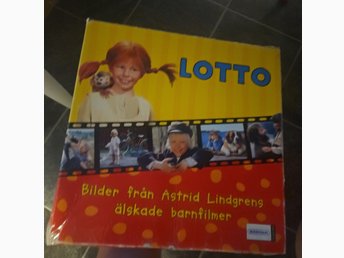 LOTTO
Bilder från Astrid Lindgrens
älskade barnfilmer